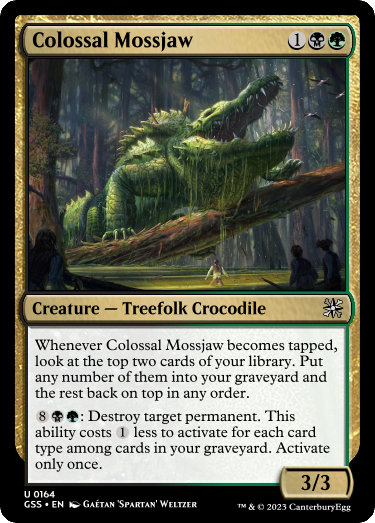 Colossal Mossjaw 1
Creature — Treefolk Crocodile
Whenever Colossal Mossjaw becomes tapped,
look at the top two cards of your library. Put
any number of them into your graveyard and
the rest back on top in any order.
8 : Destroy target permanent. This
ability costs 1 less to activate for each card
type among cards in your graveyard. Activate
only once.
3/3
U 0164
GSS • EN Gaétan 'Spartan' Weltzer
™ & © 2023 CanterburyEgg